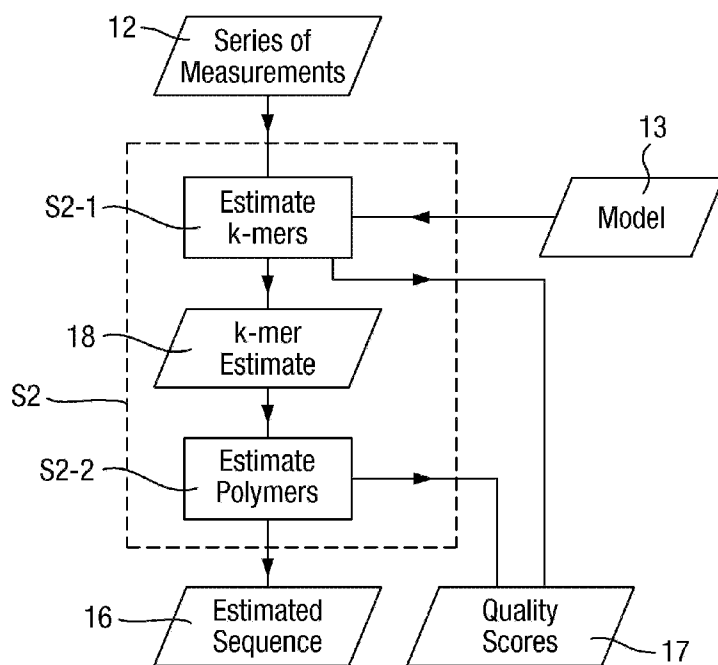 12
Series of
Measurements
13
S2-1
Estimate
k-mers
Model
18
k-mer
Estimate
S2
S2-2
Estimate
Polymers
16
Estimated
Sequence
Quality
Scores
17